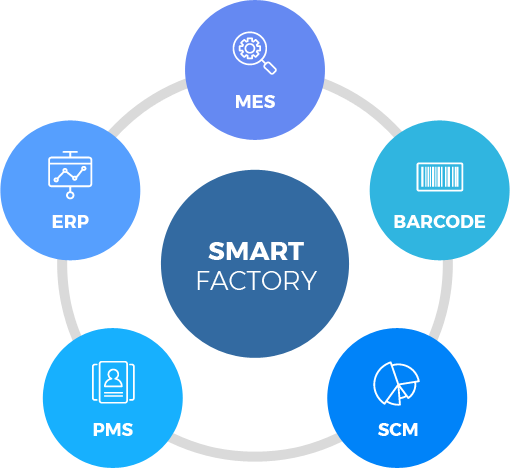 MES
ERP
BARCODE
SMART
FACTORY
PMS
SCM